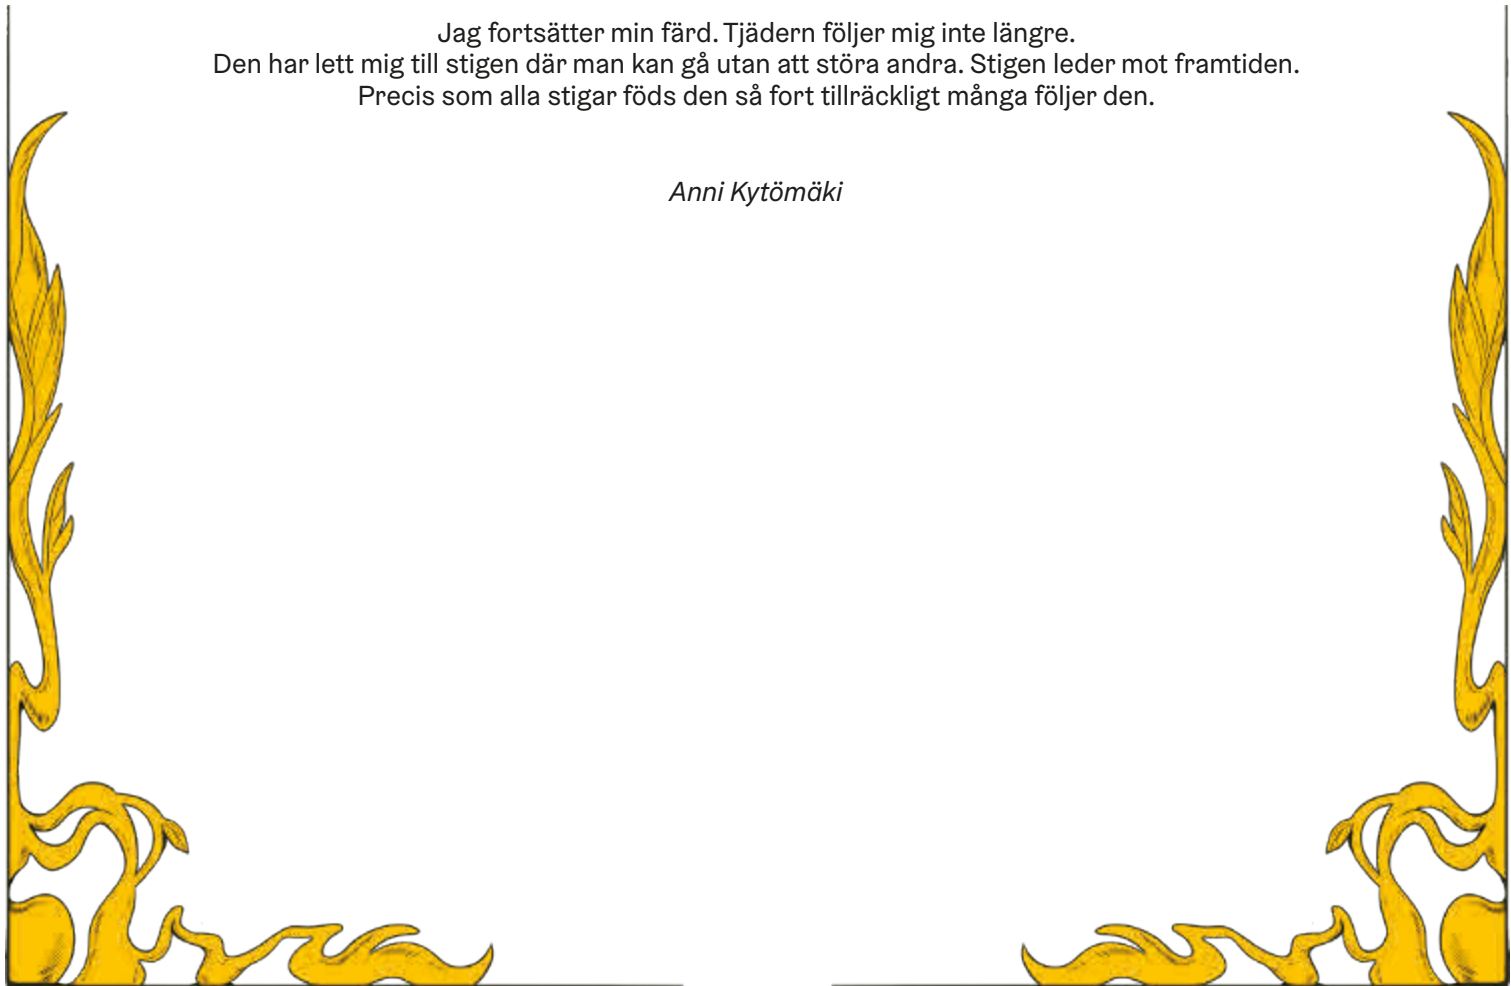 Jag fortsätter min färd. Tjädern följer mig inte längre.
Den har lett mig till stigen där man kan gå utan att störa andra. Stigen leder mot framtiden.
Precis som alla stigar föds den så fort tillräckligt många följer den.
Anni Kytömäki